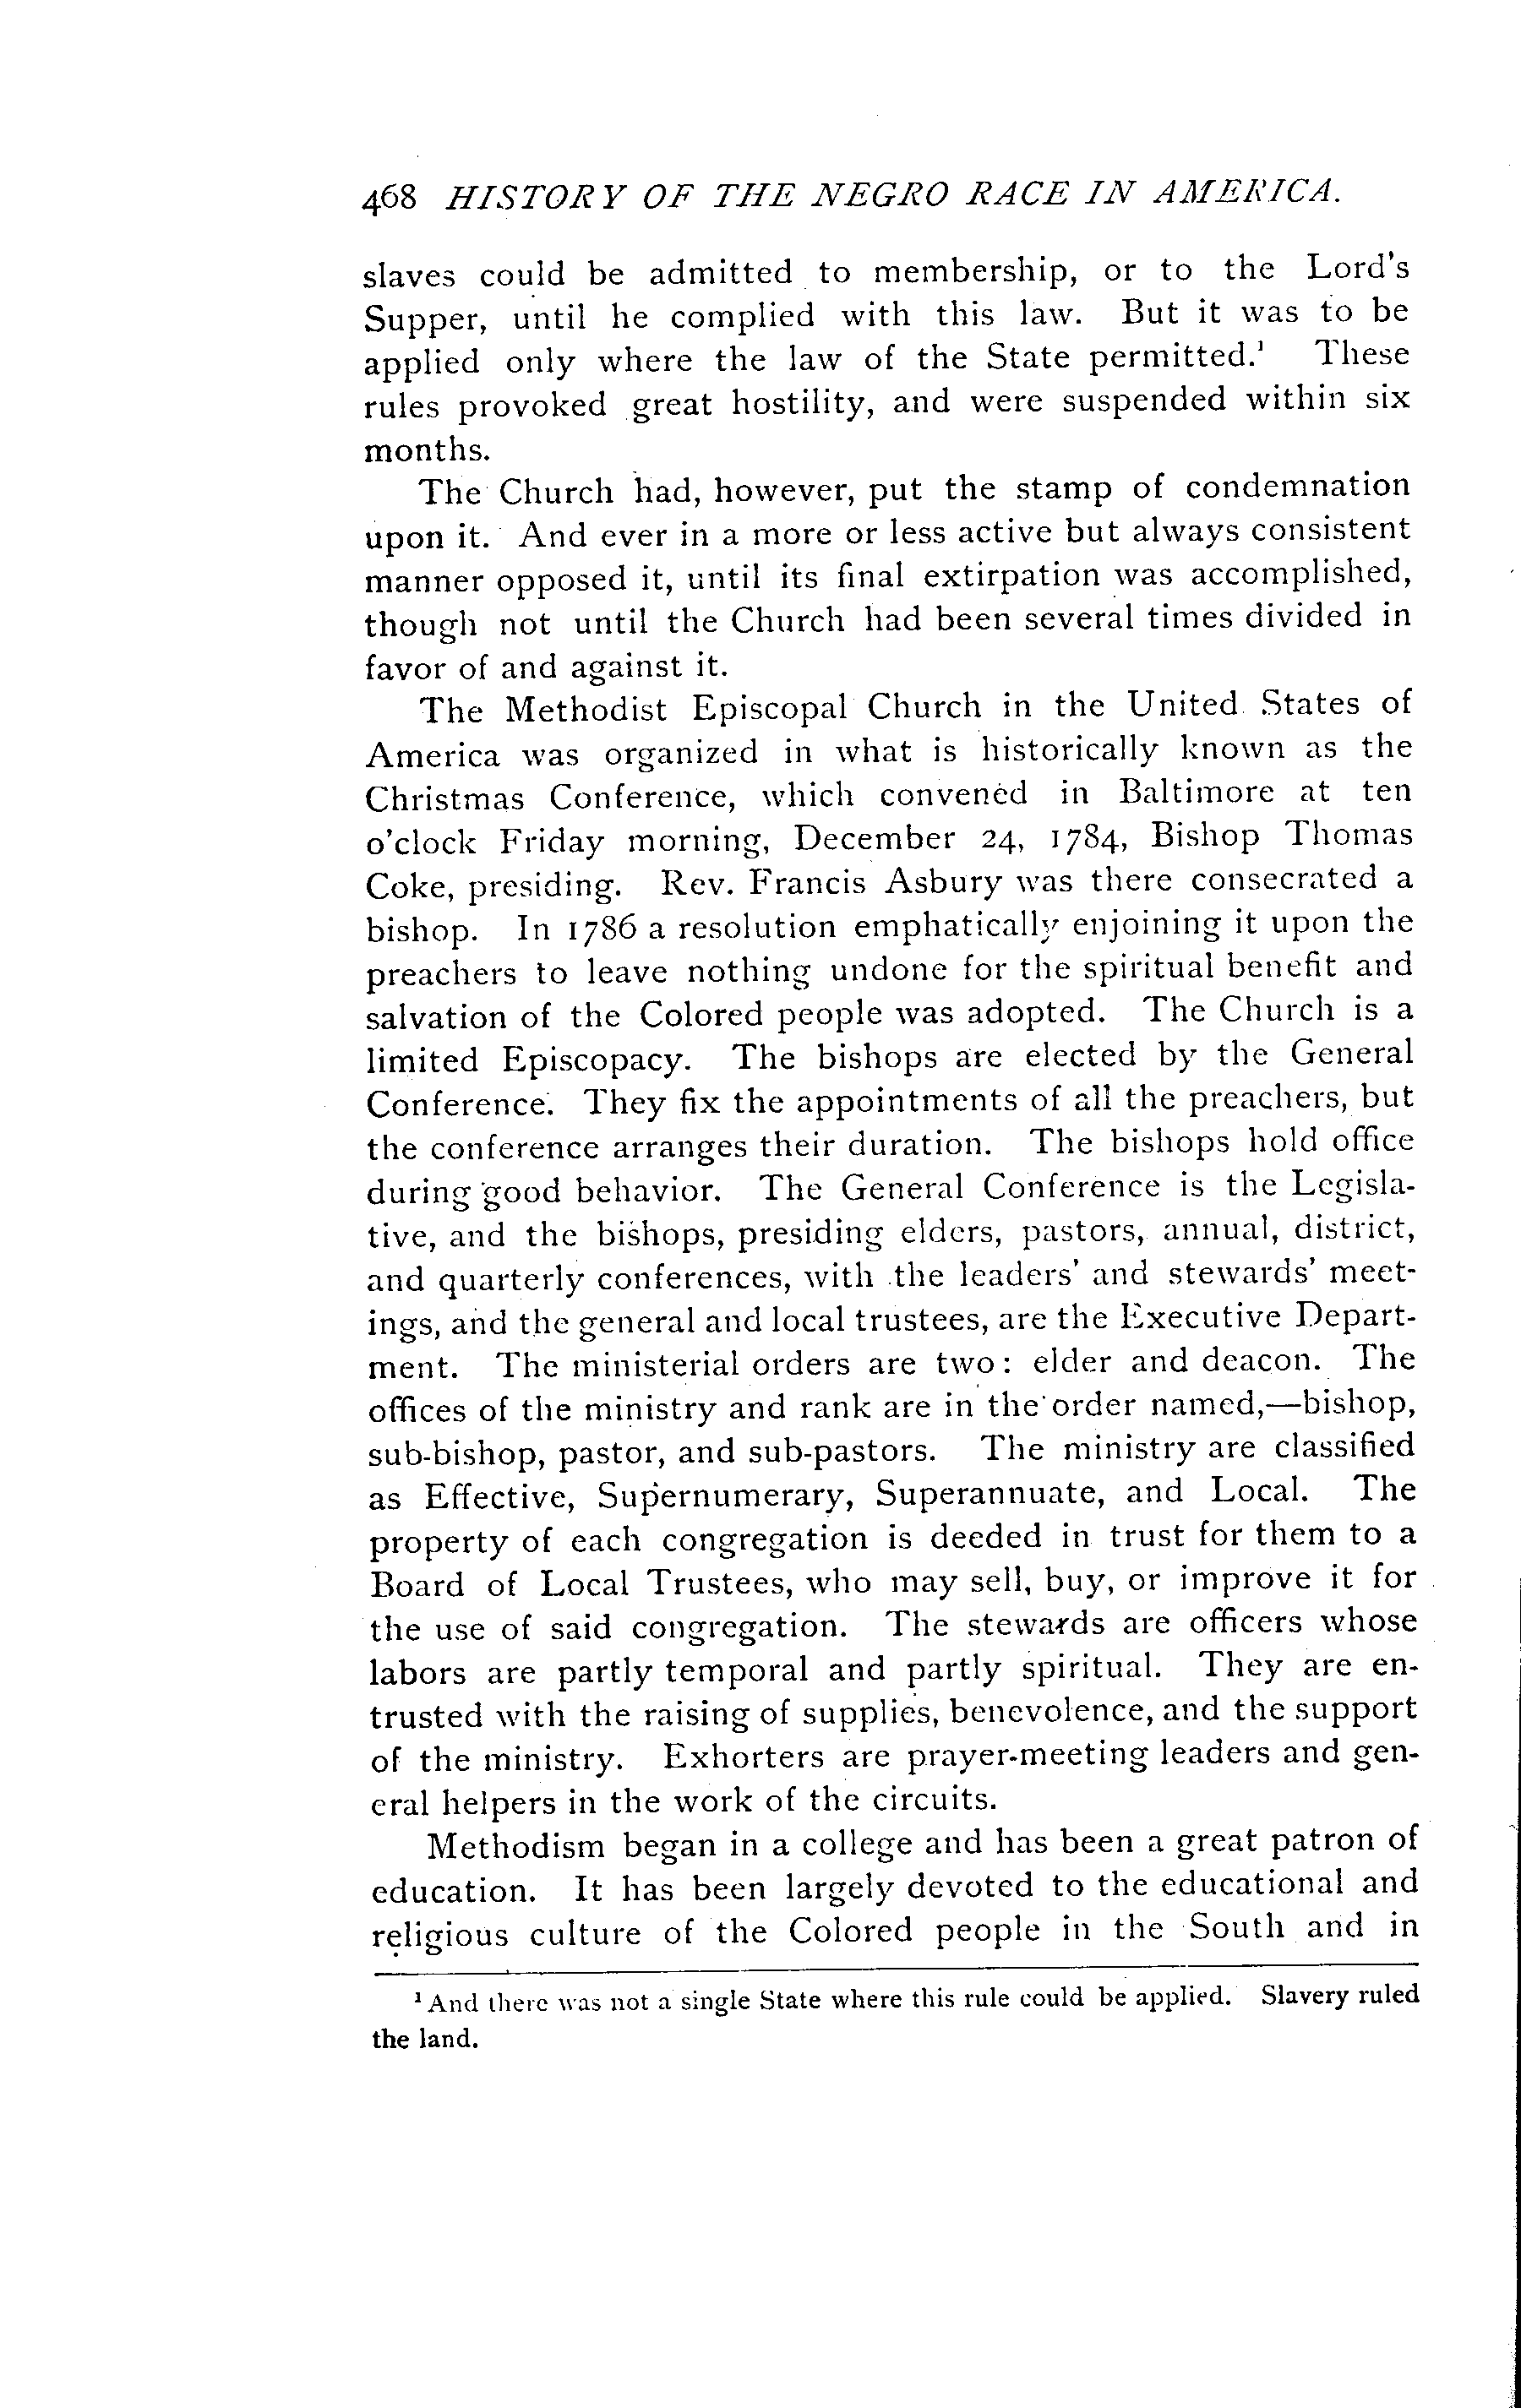 468 HISTORY OF THE NEGRO RACE IN AMERICA.
slaves could be admitted to membership, or to the Lord's
Supper, until he complied with this law. But it was to be
applied only where the law of the State permitted.¹ These
rules provoked great hostility, and were suspended within six
months.
The Church had, however, put the stamp of condemnation
upon it. And ever in a more or less active but always consistent
manner opposed it, until its final extirpation was accomplished,
though not until the Church had been several times divided in
favor of and against it.
The Methodist Episcopal Church in the United States of
America was organized in what is historically known as the
Christmas Conference, which convened in Baltimore at ten
o'clock Friday morning, December 24, 1784, Bishop Thomas
Coke, presiding. Rev. Francis Asbury was there consecrated a
bishop. In 1786 a resolution emphatically enjoining it upon the
preachers to leave nothing undone for the spiritual benefit and
salvation of the Colored people was adopted. The Church is a
limited Episcopacy. The bishops are elected by the General
Conference. They fix the appointments of all the preachers, but
the conference arranges their duration. The bishops hold office
during good behavior. The General Conference is the Legisla-
tive, and the bishops, presiding elders, pastors, annual, district,
and quarterly conferences, with the leaders' and stewards' meet-
ings, and the general and local trustees, are the Executive Depart-
ment. The ministerial orders are two: elder and deacon. The
offices of the ministry and rank are in the order named,—bishop,
sub-bishop, pastor, and sub-pastors. The ministry are classified
as Effective, Supernumerary, Superannuate, and Local. The
property of each congregation is deeded in trust for them to a
Board of Local Trustees, who may sell, buy, or improve it for
the use of said congregation. The stewards are officers whose
labors are partly temporal and partly spiritual. They are en-
trusted with the raising of supplies, benevolence, and the support
of the ministry. Exhorters are prayer-meeting leaders and gen-
eral helpers in the work of the circuits.
Methodism began in a college and has been a great patron of
education. It has been largely devoted to the educational and
religious culture of the Colored people in the South and in
¹ And there was not a single State where this rule could be applied. Slavery ruled
the land.